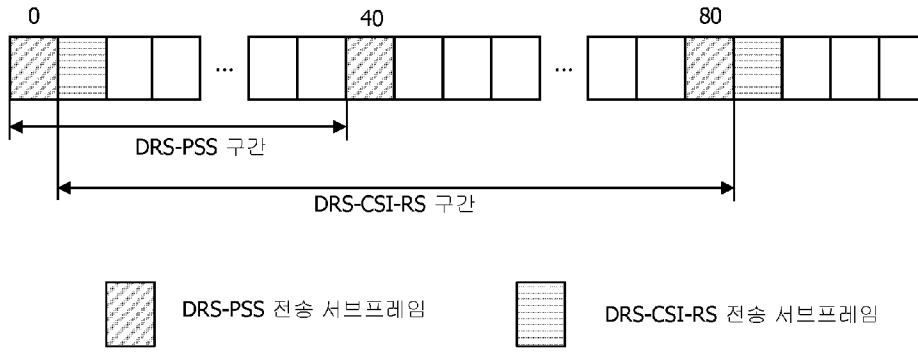 0 40 80
... ...
DRS-PSS 구간
DRS-CSI-RS 구간
DRS-PSS 전송 서브프레임
DRS-CSI-RS 전송 서브프레임